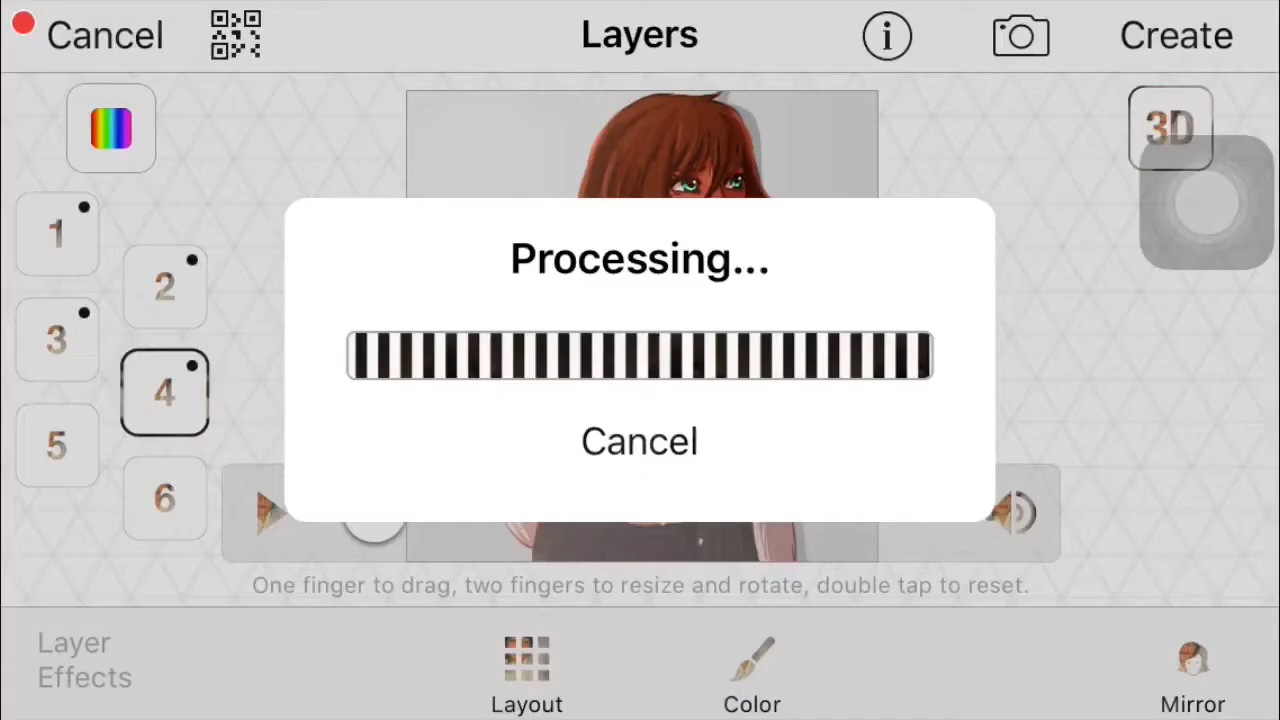 Cancel
Layers
i
Create
3D
1
2
3
4
5
6
Processing...
Cancel
One finger to drag, two fingers to resize and rotate, double tap to reset.
Layer
Effects
Layout
Color
Mirror